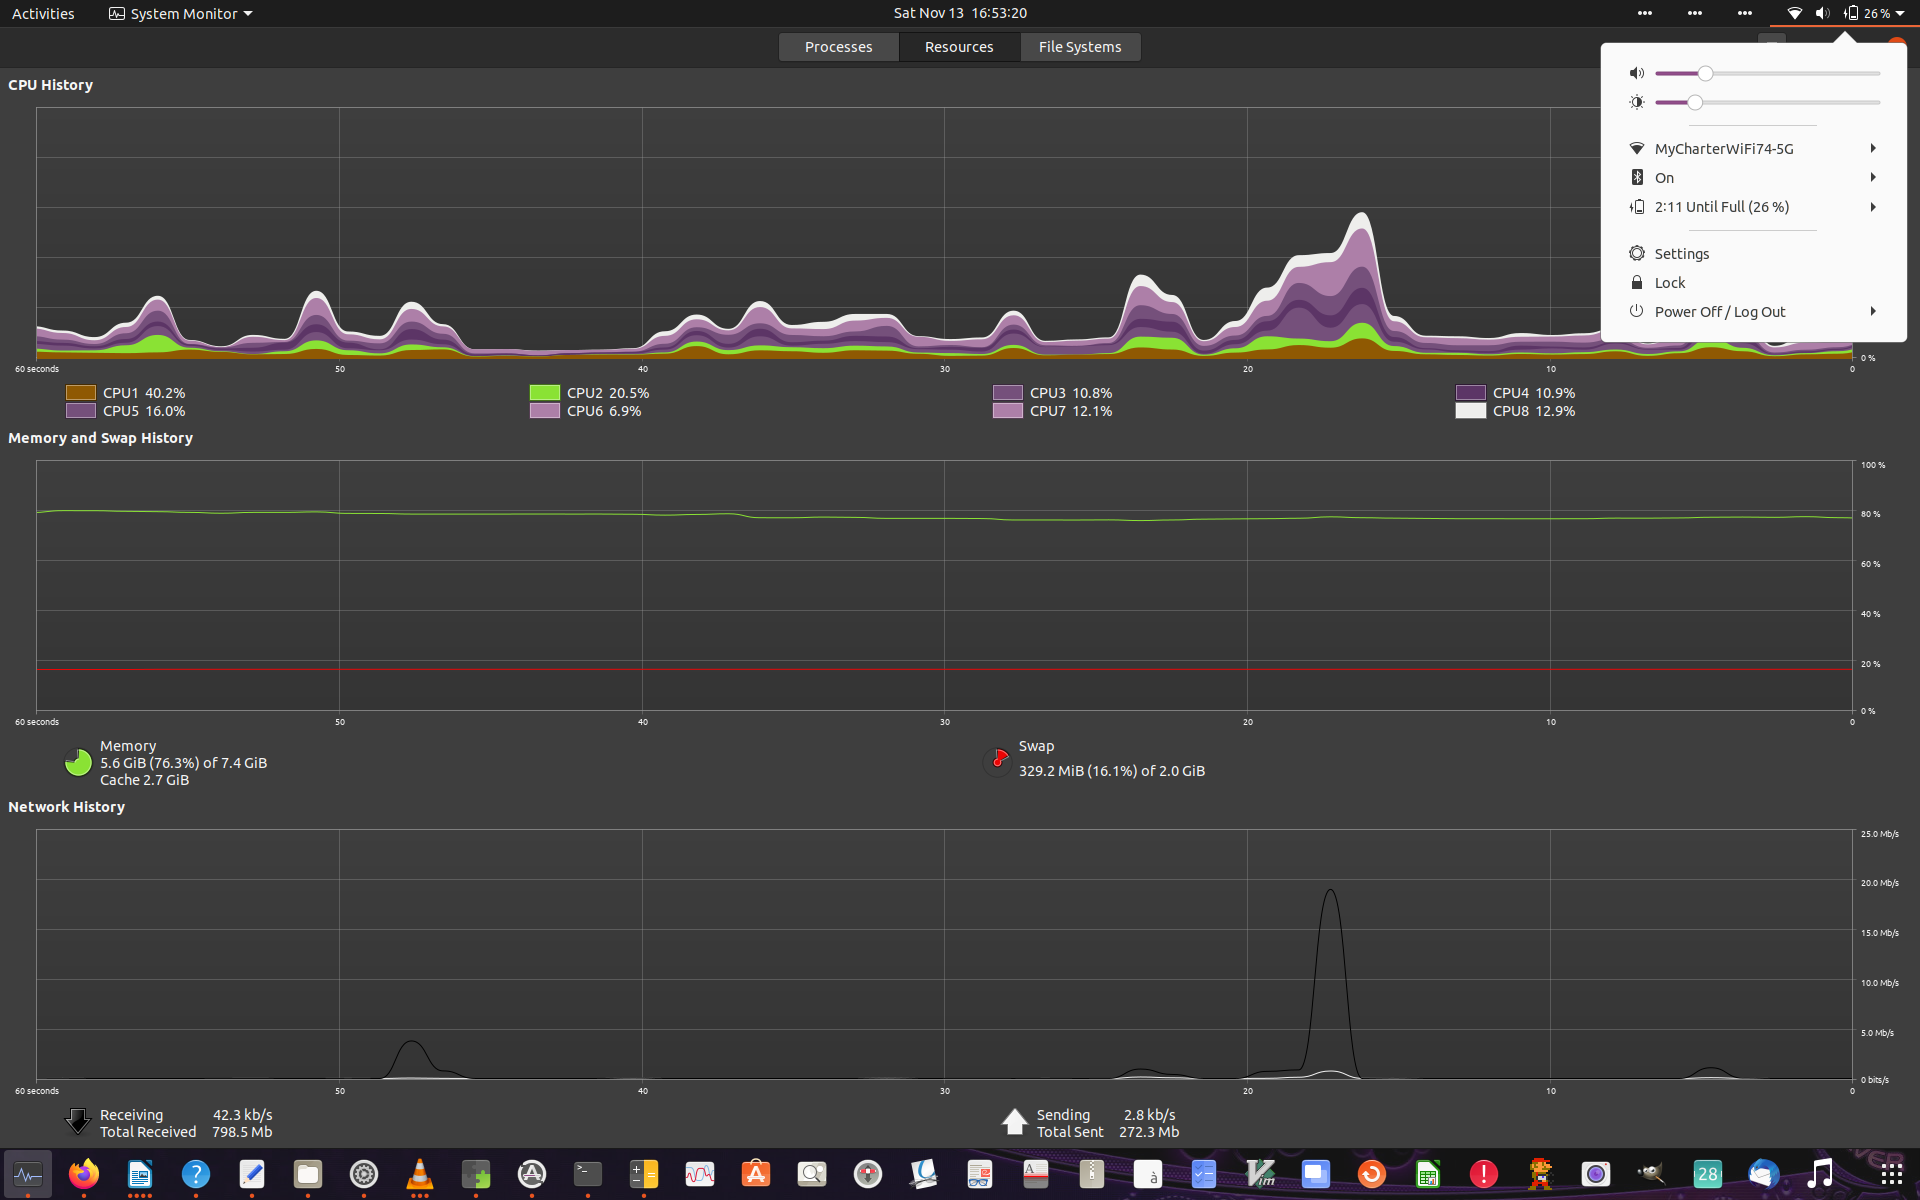 Activities
System Monitor
Sat Nov 13 16:53:20
26 %
Processes
Resources
File Systems
CPU History
MyCharterWiFi74-5G
On
2:11 Until Full (26 %)
Settings
Lock
Power Off / Log Out
0 %
60 seconds
50
40
30
20
10
0
CPU1 40.2%
CPU2 20.5%
CPU3 10.8%
CPU4 10.9%
CPU5 16.0%
CPU6 6.9%
CPU7 12.1%
CPU8 12.9%
Memory and Swap History
100 %
80 %
60 %
40 %
20 %
0 %
60 seconds
50
40
30
20
10
0
Memory
5.6 GiB (76.3%) of 7.4 GiB
Cache 2.7 GiB
Swap
329.2 MiB (16.1%) of 2.0 GiB
Network History
25.0 Mb/s
20.0 Mb/s
15.0 Mb/s
10.0 Mb/s
5.0 Mb/s
0 bits/s
60 seconds
50
40
30
20
10
0
Receiving 42.3 kb/s
Total Received 798.5 Mb
Sending 2.8 kb/s
Total Sent 272.3 Mb
?
>_
A
à
Vim
!
28